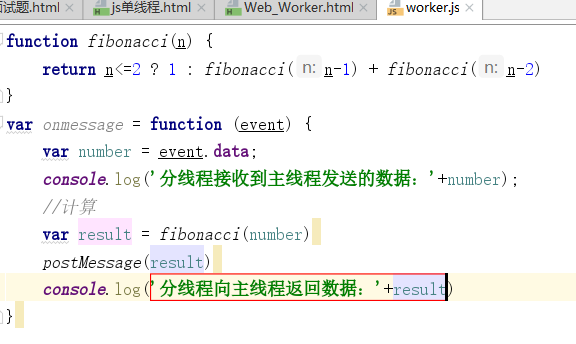 试题.html js单线程.html Web_Worker.html worker.js
function fibonacci(n) {
return n<=2 ? 1 : fibonacci( n: n-1) + fibonacci( n: n-2)
}
var onmessage = function (event) {
var number = event.data;
console.log('分线程接收到主线程发送的数据：'+number);
//计算
var result = fibonacci(number)
postMessage(result)
console.log('分线程向主线程返回数据：'+result)
}